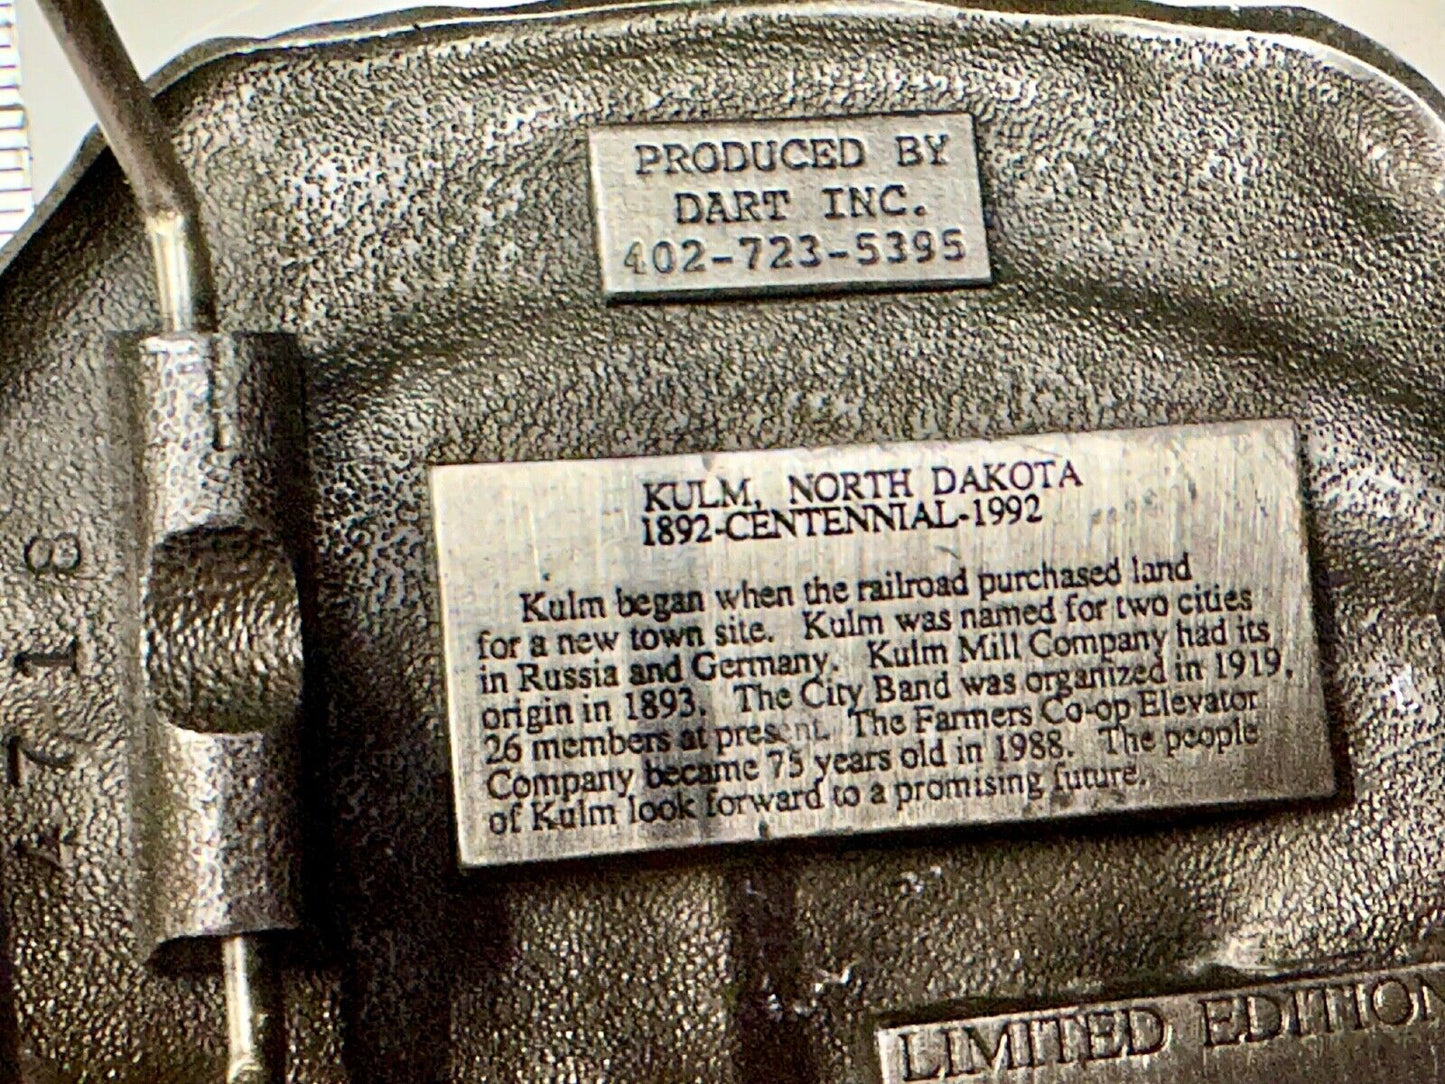 PRODUCED BY
DART INC.
402-723-5395
KULM, NORTH DAKOTA
1892-CENTENNIAL-1992
Kulm began when the railroad purchased land
for a new town site. Kulm was named for two cities
in Russia and Germany. Kulm Mill Company had its
origin in 1893. The City Band was organized in 1919,
26 members at present. The Farmers Co-op Elevator
Company became 75 years old in 1988. The people
of Kulm look forward to a promising future.
LIMITED EDITION